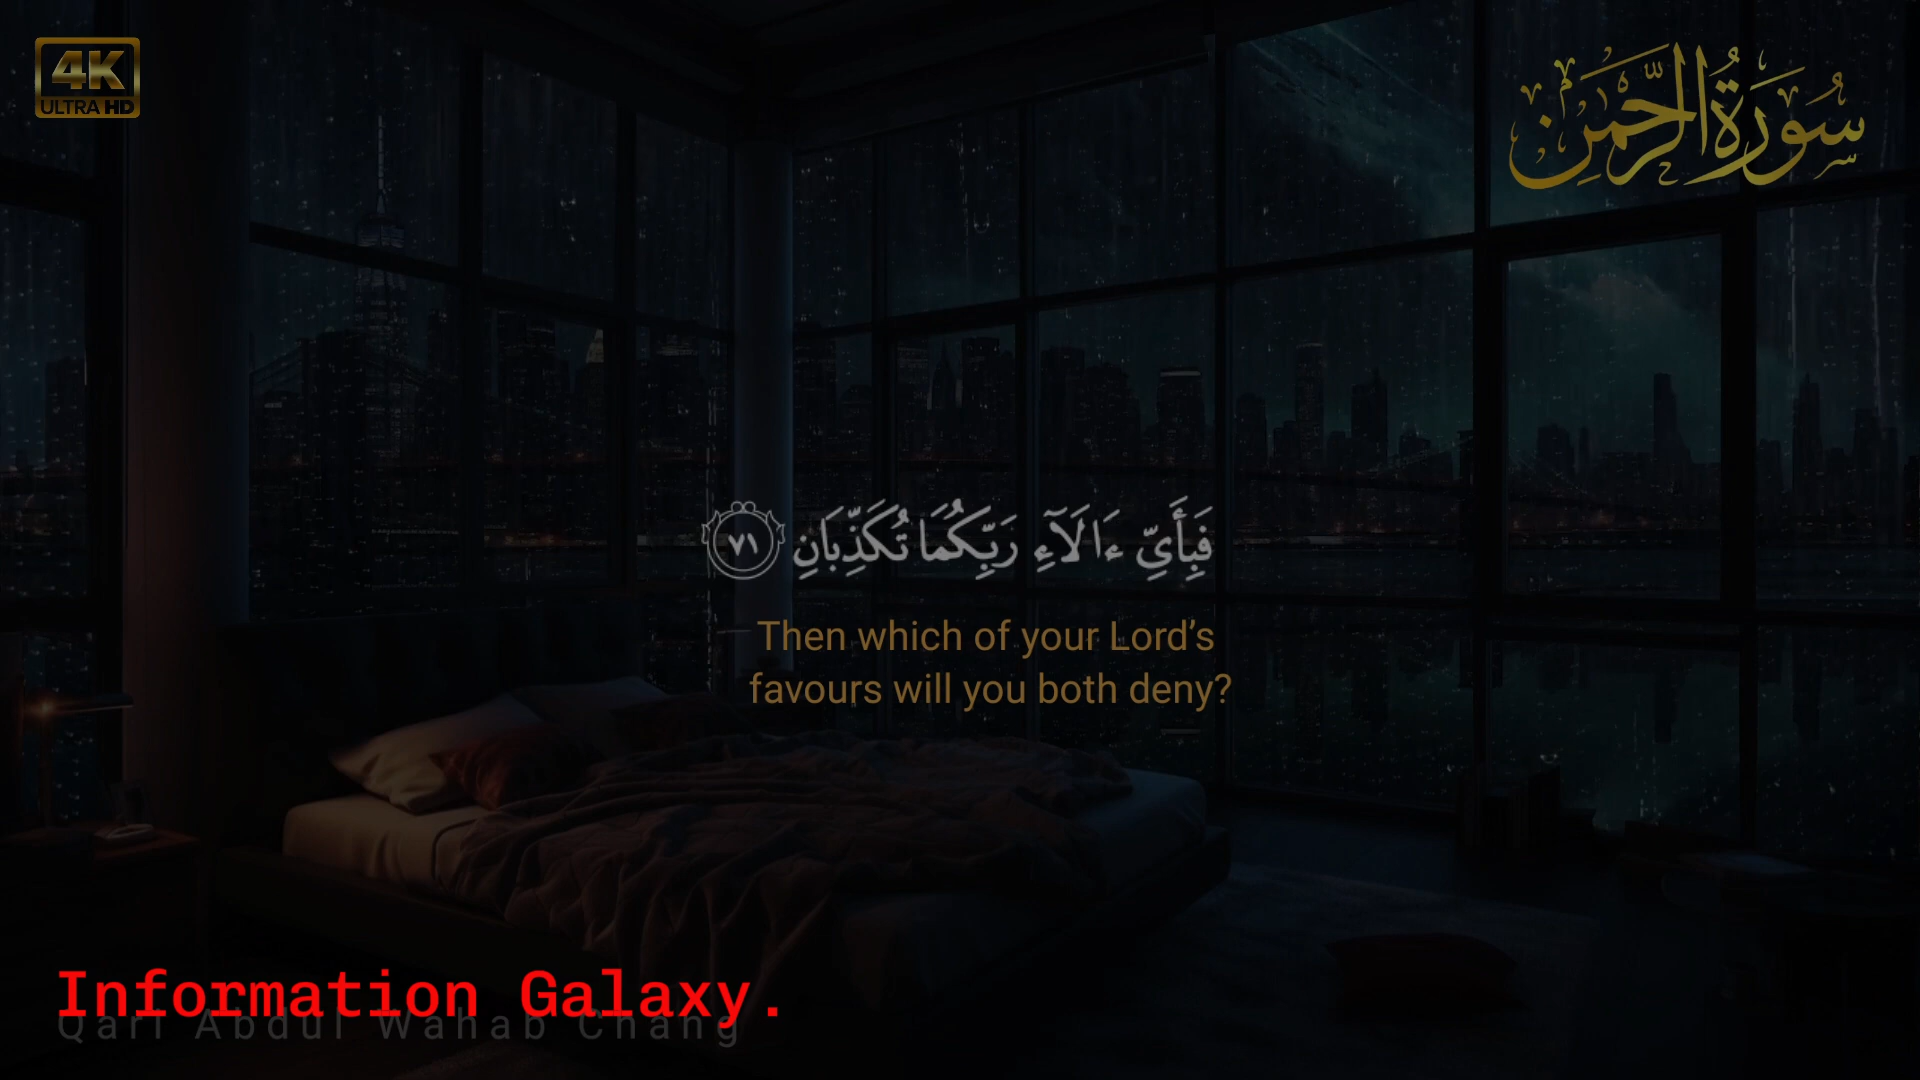 4K
ULTRA HD
سُورَةُ الرَّحْمَٰنِ
فَبِأَيِّ ءَالَآءِ رَبِّكُمَا تُكَذِّبَانِ ٧١
Then which of your Lord’s
favours will you both deny?
Information Galaxy.
Qari Abdul Wahab Chang